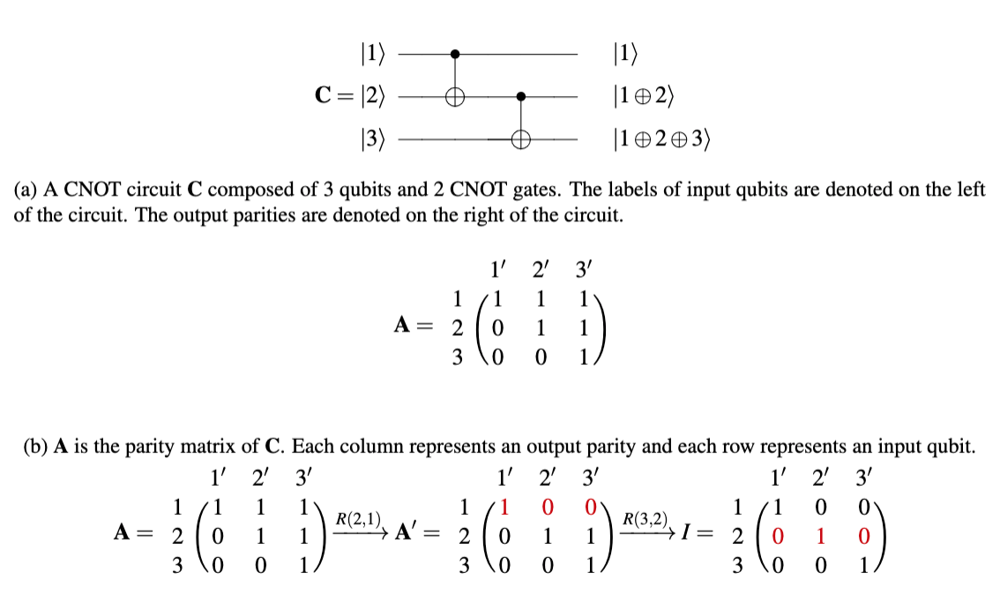 |1⟩ |1⟩
C = |2⟩ |1⊕2⟩
|3⟩ |1⊕2⊕3⟩
(a) A CNOT circuit C composed of 3 qubits and 2 CNOT gates. The labels of input qubits are denoted on the left
of the circuit. The output parities are denoted on the right of the circuit.
1′ 2′ 3′
1 1 1 1
A = 2 0 1 1
3 0 0 1
(b) A is the parity matrix of C. Each column represents an output parity and each row represents an input qubit.
1′ 2′ 3′ 1′ 2′ 3′ 1′ 2′ 3′
1 1 1 1 1 1 0 0 1 1 0 0
A = 2 0 1 1 R(2,1) A′ = 2 0 1 1 R(3,2) I = 2 0 1 0
3 0 0 1 3 0 0 1 3 0 0 1